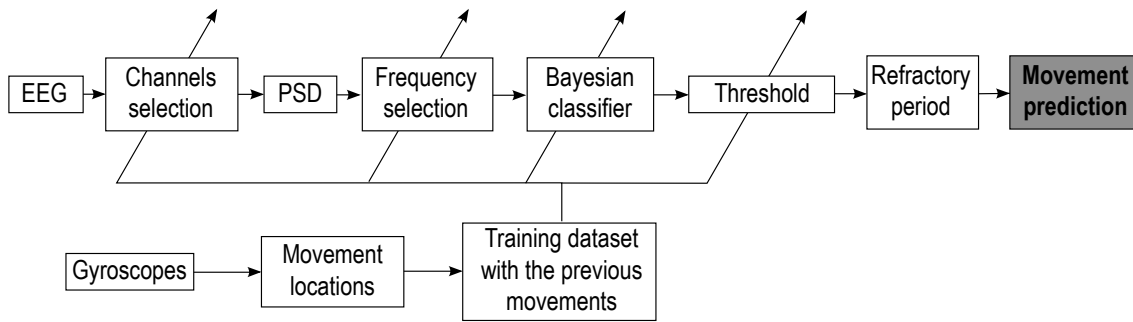 EEG
Channels
selection
PSD
Frequency
selection
Bayesian
classifier
Threshold
Refractory
period
Movement
prediction
Gyroscopes
Movement
locations
Training dataset
with the previous
movements